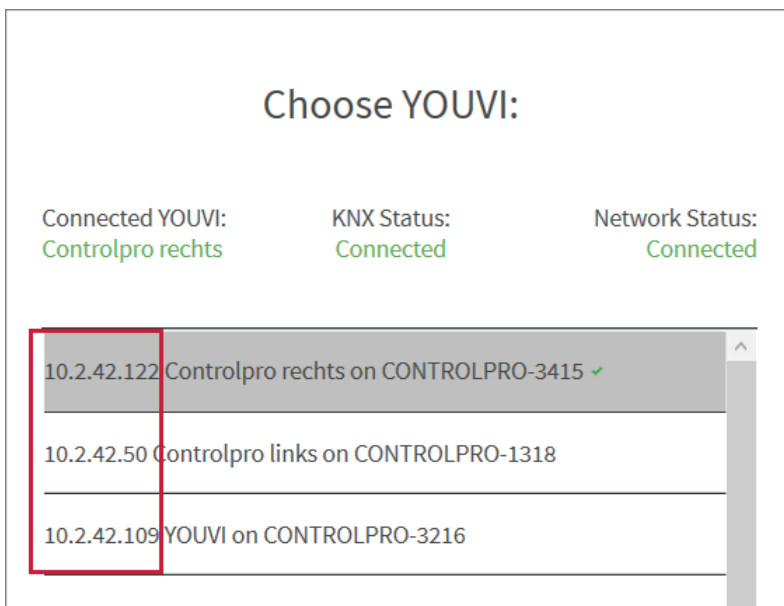 Choose YOUVI:
Connected YOUVI: KNX Status: Network Status:
Controlpro rechts Connected Connected
10.2.42.122 Controlpro rechts on CONTROLPRO-3415 ✓
10.2.42.50 Controlpro links on CONTROLPRO-1318
10.2.42.109 YOUVI on CONTROLPRO-3216